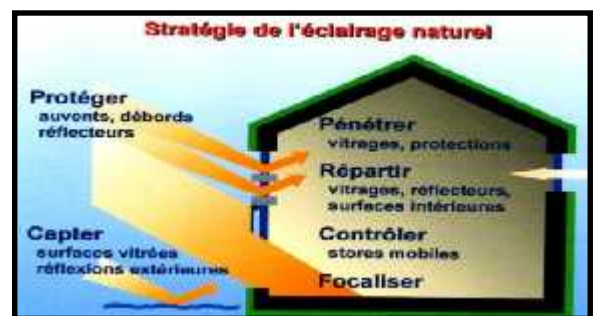 Stratégie de l'éclairage naturel
Protéger
auvents, débords
réflecteurs
Capter
surfaces vitrées
réflexions extérieures
Pénétrer
vitrages, protections
Répartir
vitrages, réflecteurs,
surfaces intérieures
Contrôler
stores mobiles
Focaliser